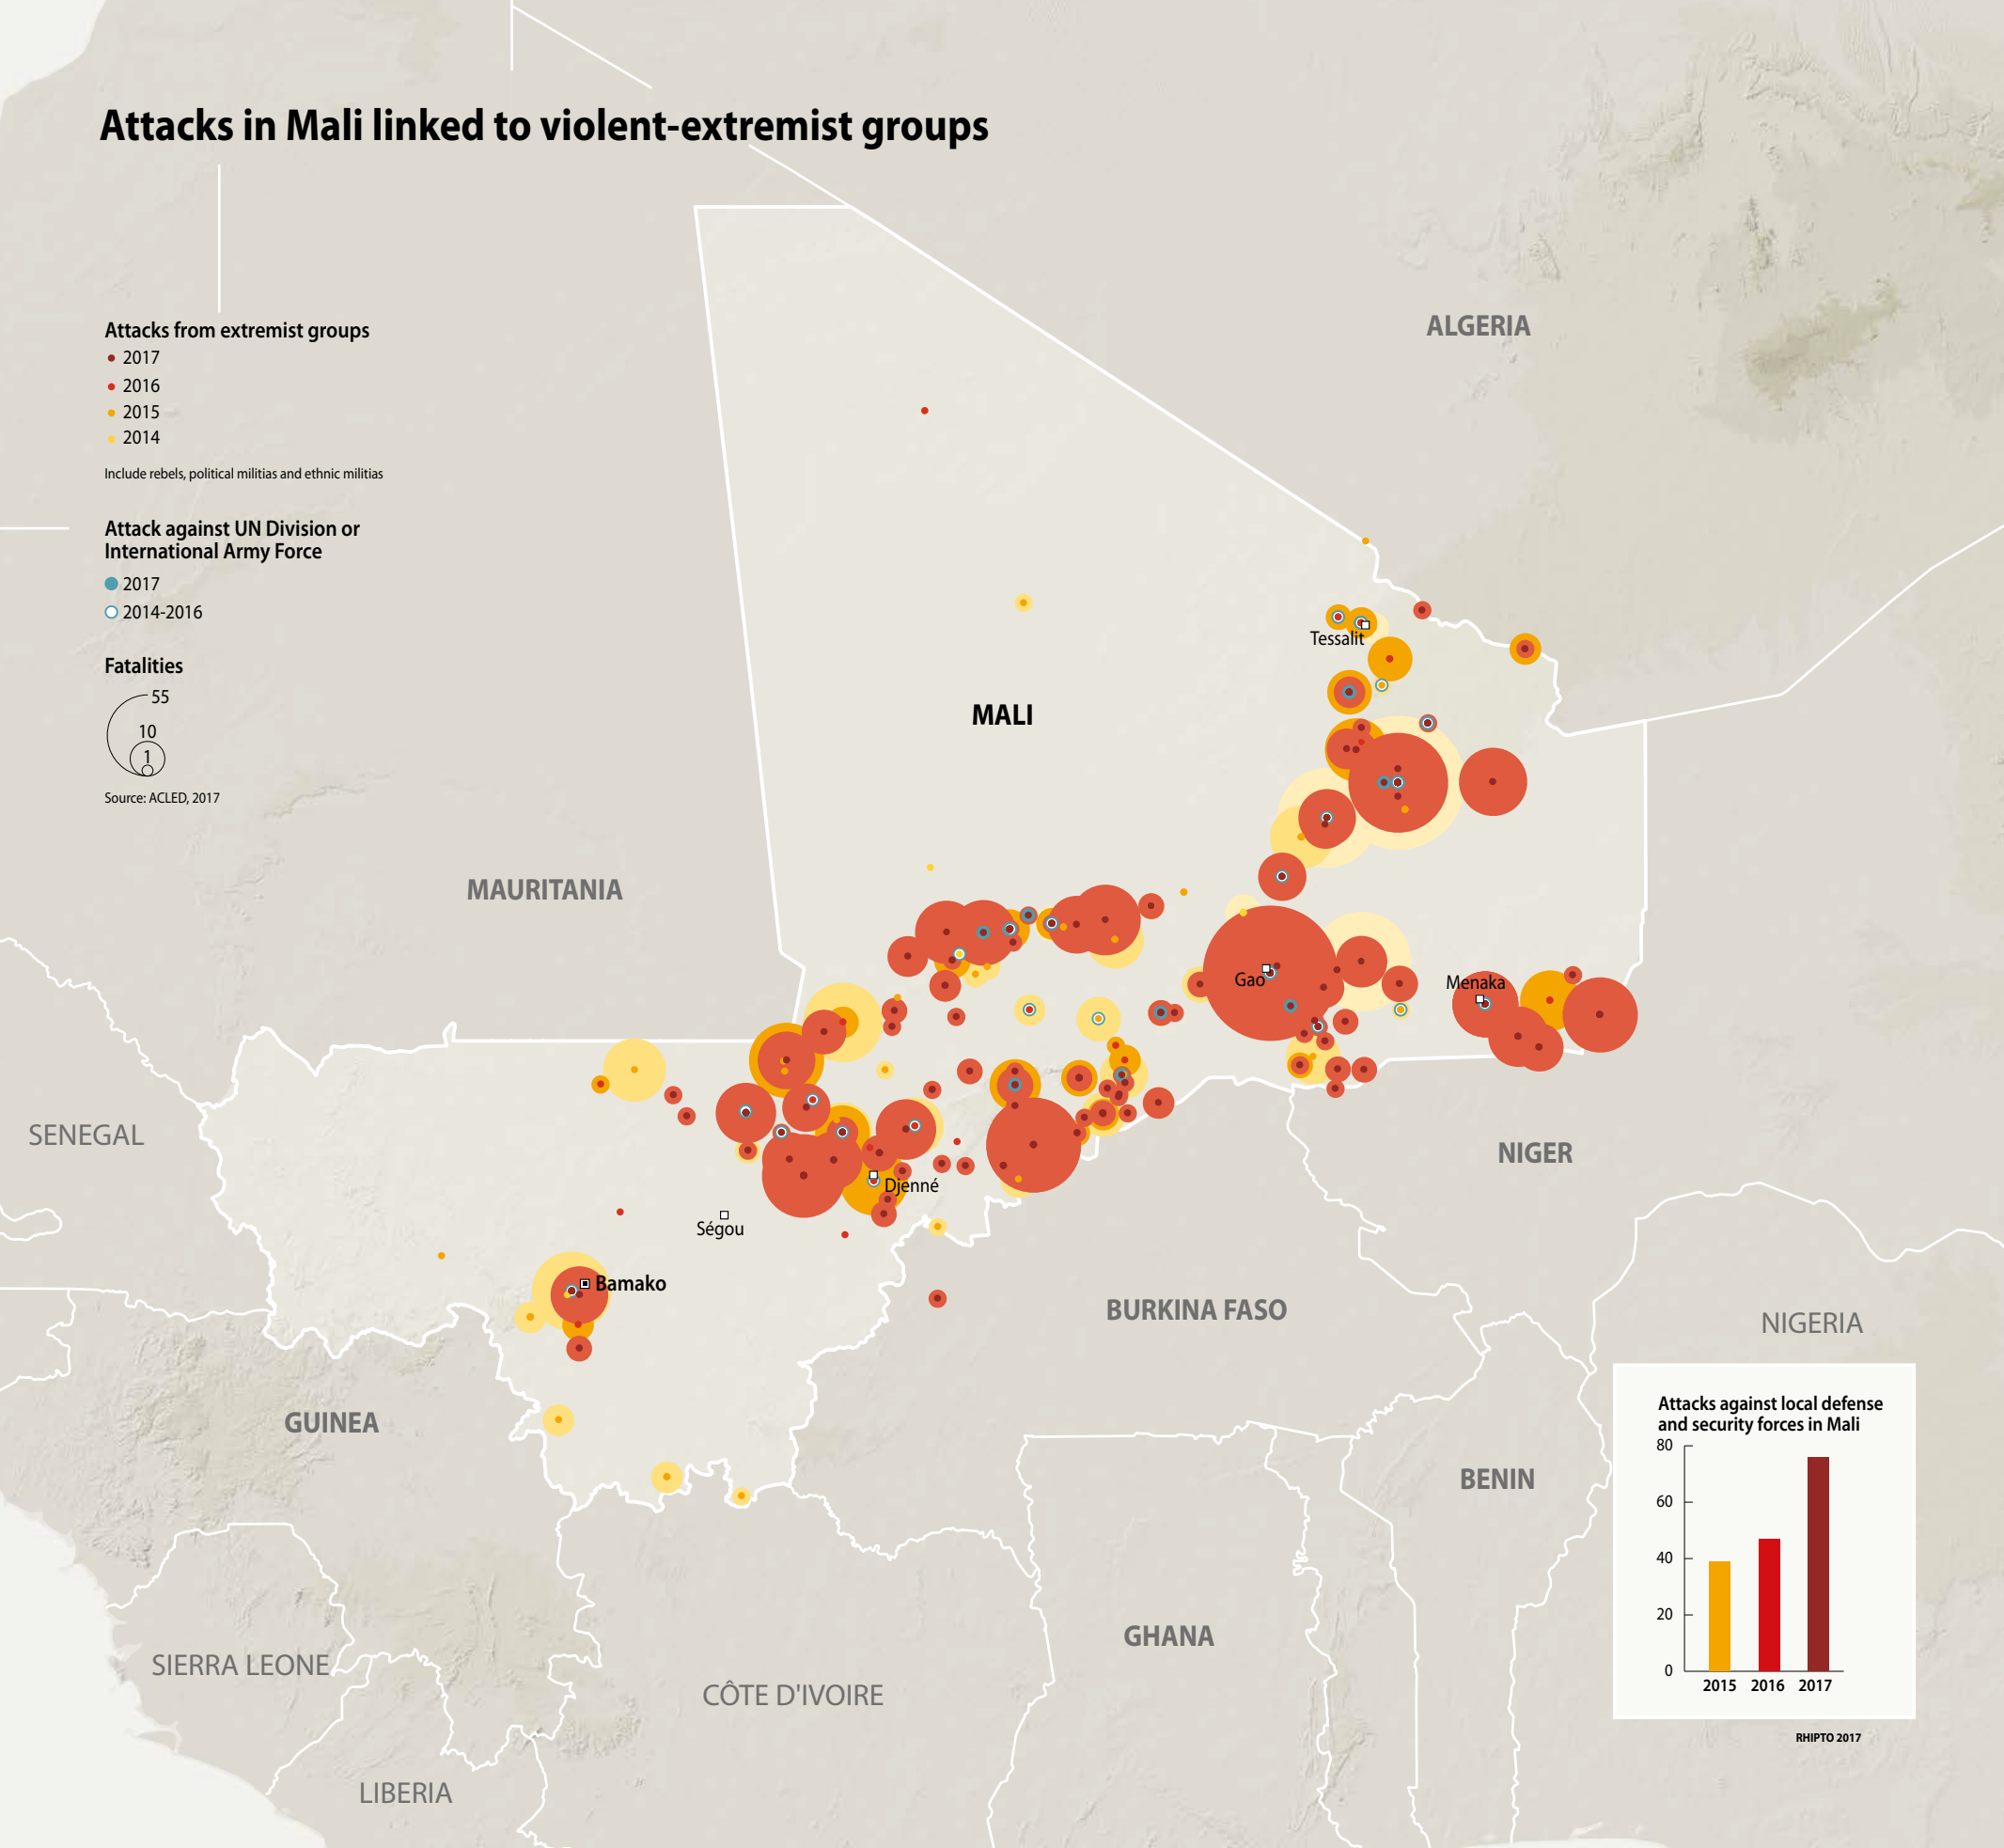 Attacks in Mali linked to violent-extremist groups
Attacks from extremist groups
2017
2016
2015
2014
Include rebels, political militias and ethnic militias
Attack against UN Division or
International Army Force
2017
2014-2016
Fatalities
55
10
1
Source: ACLED, 2017
ALGERIA
Tessalit
MALI
MAURITANIA
Gao
Menaka
SENEGAL
NIGER
Djenné
Ségou
Bamako
BURKINA FASO
NIGERIA
GUINEA
BENIN
GHANA
SIERRA LEONE
CÔTE D'IVOIRE
LIBERIA
Attacks against local defense
and security forces in Mali
80
60
40
20
0
2015 2016 2017
RHIPTO 2017